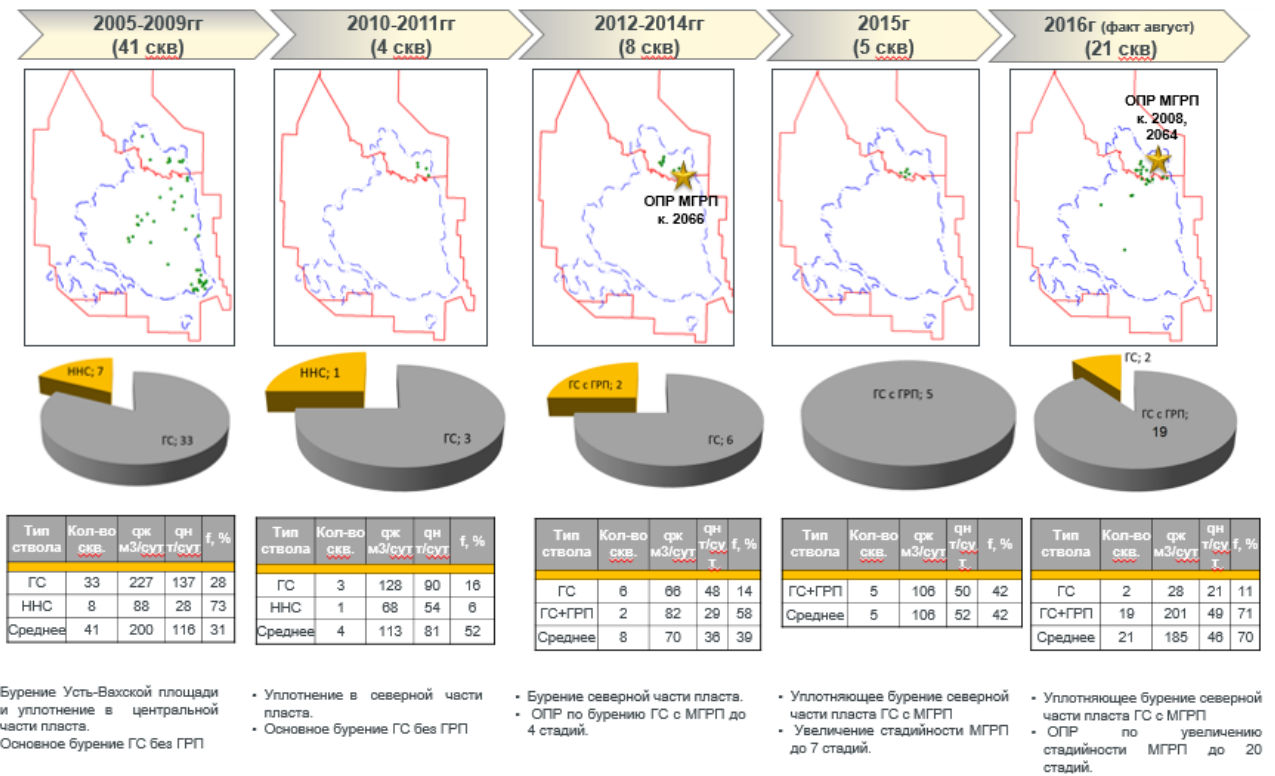 2005-2009гг
(41 скв)
2010-2011гг
(4 скв)
2012-2014гг
(8 скв)
2015г
(5 скв)
2016г (факт август)
(21 скв)
ОПР МГРП
к. 2066
ОПР МГРП
к. 2008,
2064
ННС; 7
ГС; 33
ННС; 1
ГС; 3
ГС с ГРП; 2
ГС; 6
ГС с ГРП; 5
ГС; 2
ГС с ГРП;
19
Тип ствола Кол-во скв. qж м3/сут qн т/сут f, %
ГС 33 227 137 28
ННС 8 88 28 73
Среднее 41 200 116 31
Тип ствола Кол-во скв. qж м3/сут qн т/сут f, %
ГС 3 128 90 16
ННС 1 68 54 6
Среднее 4 113 81 52
Тип ствола Кол-во скв. qж м3/сут qн т/су т f, %
ГС 6 66 48 14
ГС+ГРП 2 82 29 58
Среднее 8 70 36 39
Тип ствола Кол-во скв. qж м3/сут qн т/су т f, %
ГС+ГРП 5 106 50 42
Среднее 5 106 52 42
Тип ствола Кол-во скв. qж м3/сут qн т/су т f, %
ГС 2 28 21 11
ГС+ГРП 19 201 49 71
Среднее 21 185 46 70
Бурение Усть-Вахской площади
и уплотнение в центральной
части пласта.
Основное бурение ГС без ГРП
▪ Уплотнение в северной части
пласта.
▪ Основное бурение ГС без ГРП
▪ Бурение северной части пласта.
▪ ОПР по бурению ГС с МГРП до
4 стадий.
▪ Уплотняющее бурение северной
части пласта ГС с МГРП
▪ Увеличение стадийности МГРП
до 7 стадий.
▪ Уплотняющее бурение северной
части пласта ГС с МГРП
▪ ОПР по увеличению
стадийности МГРП до 20
стадий.